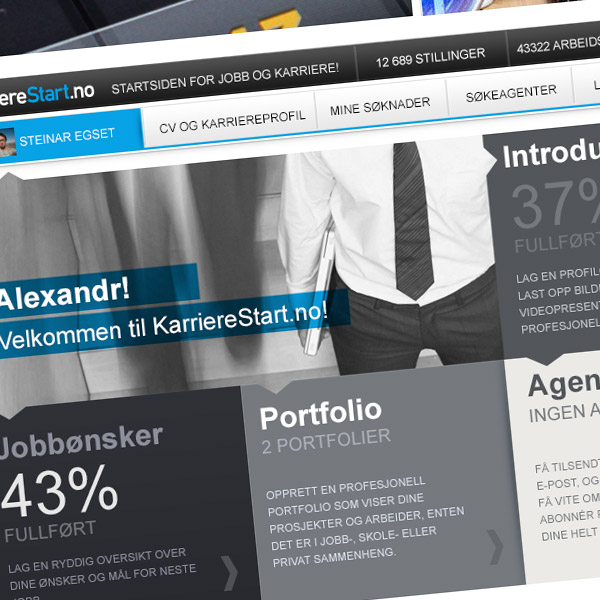 iereStart.no STARTSIDEN FOR JOBB OG KARRIERE! 12 689 STILLINGER 43322 ARBEIDS
STEINAR EGSET CV OG KARRIEREPROFIL MINE SØKNADER SØKEAGENTER L
Alexandr!
Velkommen til KarriereStart.no!
Introdu
37%
FULLFØRT
LAG EN PROFIL
LAST OPP BILD
VIDEOPRESENT
PROFESJONEL
Jobbønsker
43%
FULLFØRT
LAG EN RYDDIG OVERSIKT OVER
DINE ØNSKER OG MÅL FOR NESTE
JOBB
Portfolio
2 PORTFOLIER
OPPRETT EN PROFESJONELL
PORTFOLIO SOM VISER DINE
PROSJEKTER OG ARBEIDER, ENTEN
DET ER I JOBB-, SKOLE- ELLER
PRIVAT SAMMENHENG.
Agen
INGEN A
FÅ TILSENDT
E-POST, OG
FÅ VITE OM
ABONNÉR P
DINE HELT